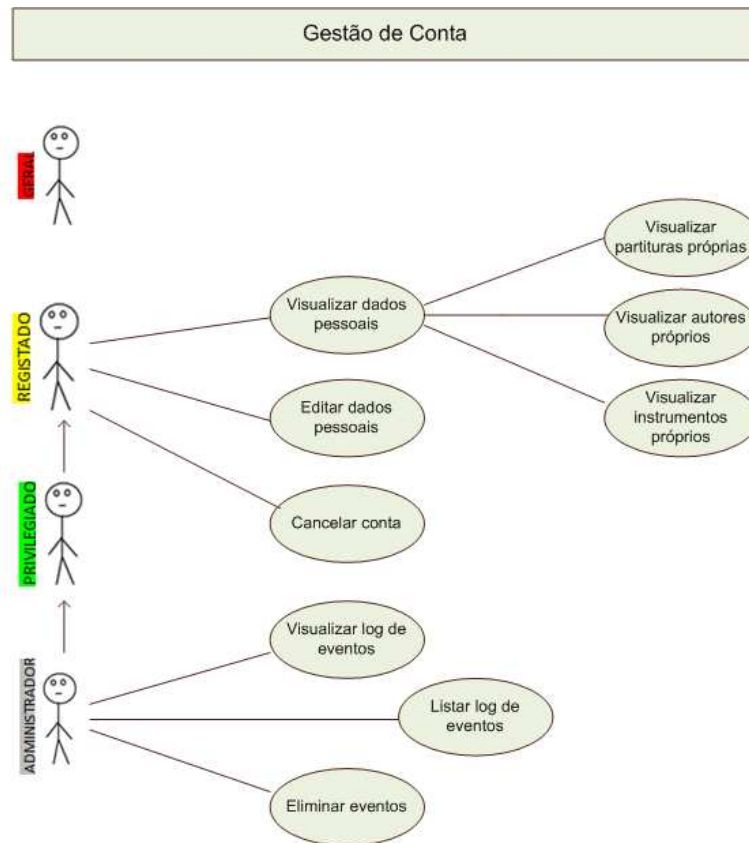 Gestão de Conta
GERAL
Visualizar
partituras próprias
REGISTADO
Visualizar dados
pessoais
Visualizar autores
próprios
Editar dados
pessoais
Visualizar
instrumentos
próprios
PRIVILEGIADO
Cancelar conta
Visualizar log de
eventos
ADMINISTRADOR
Listar log de
eventos
Eliminar eventos